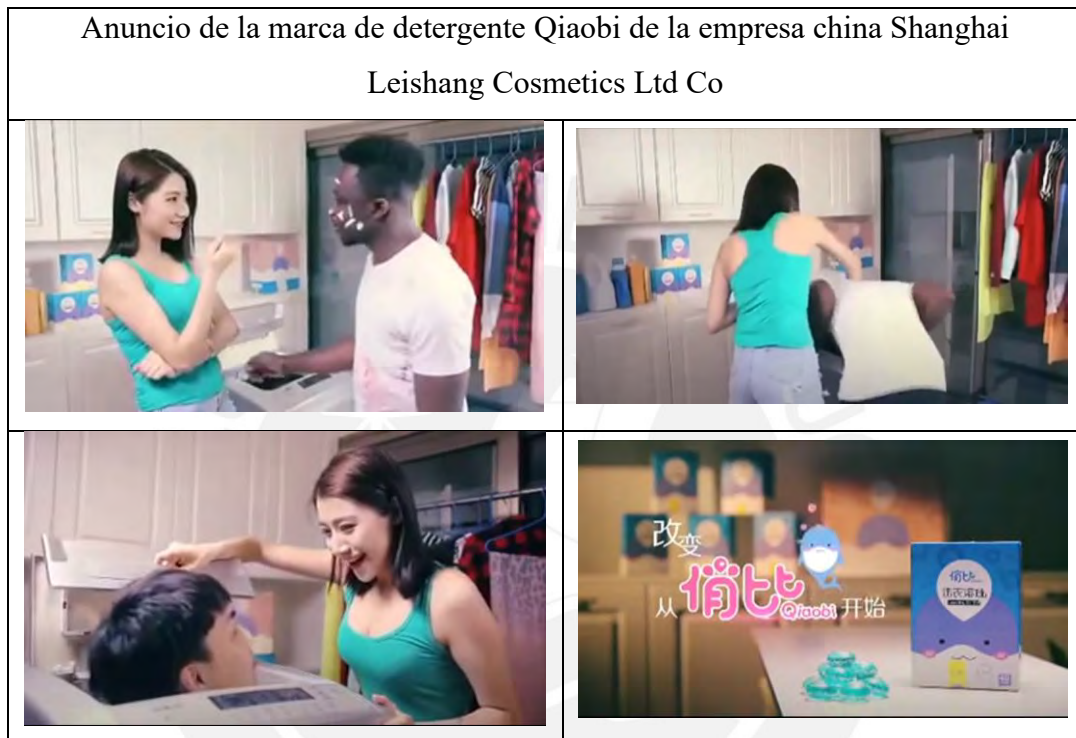 Anuncio de la marca de detergente Qiaobi de la empresa china Shanghai
Leishang Cosmetics Ltd Co
改变
从俏比Qiaobi开始
俏比